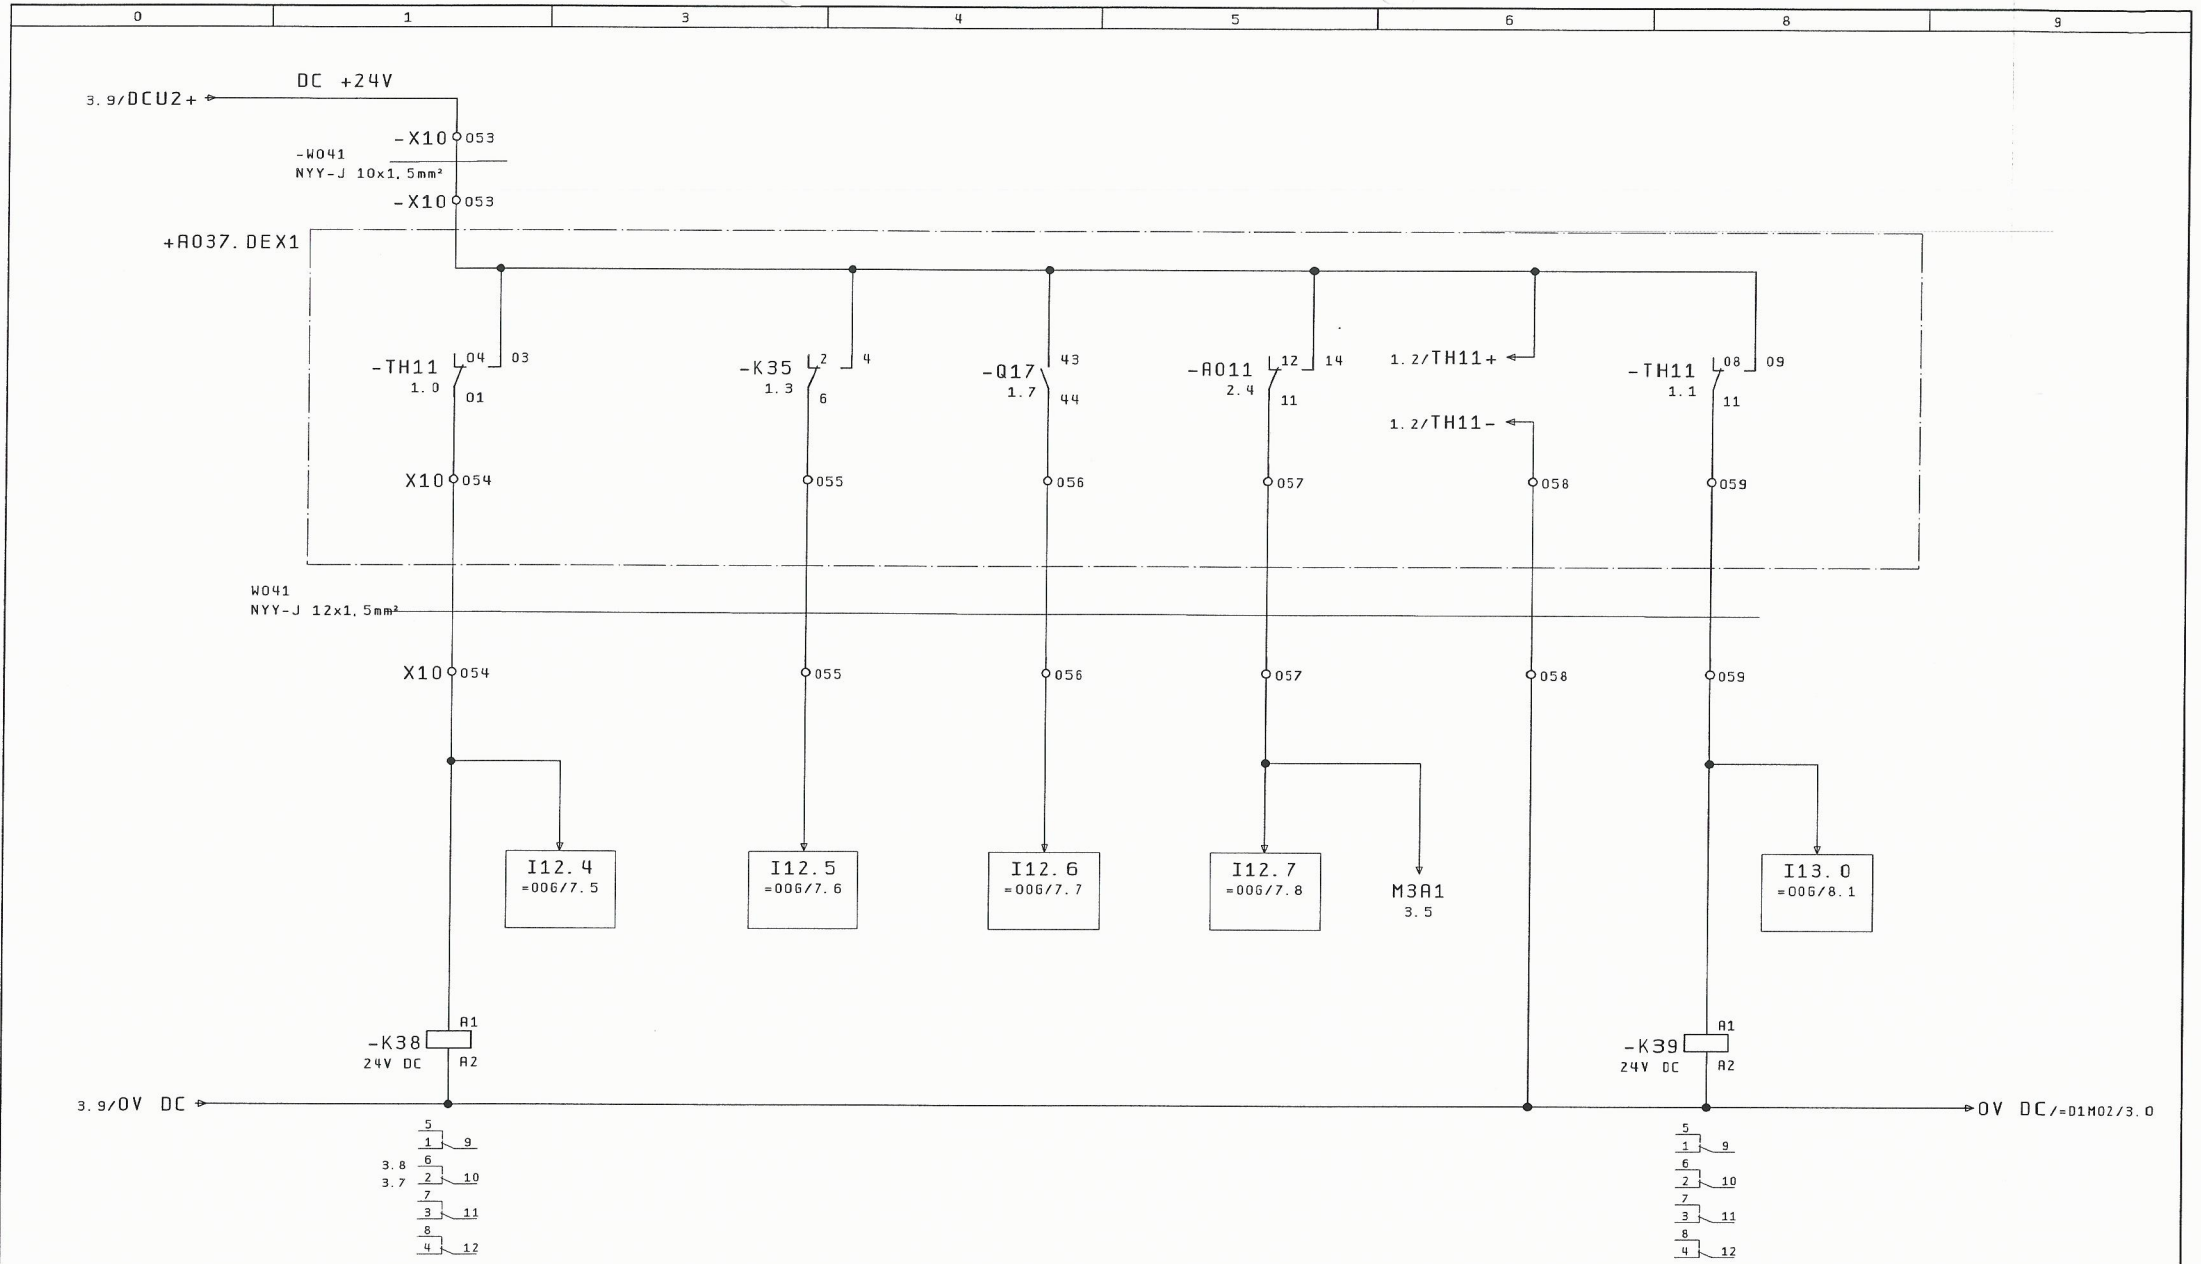 0 1 3 4 5 6 8 9
DC +24V
3.9/DCU2+
-X10 053
-W041
NYY-J 10x1,5mm²
-X10 053
+A037.DEX1
-TH11 04 03
1.0 01
-K35 2 4
1.3 6
-Q17 43
1.7 44
-A011 12 14
2.4 11
1.2/TH11+
1.2/TH11-
-TH11 08 09
1.1 11
X10 054 055 056 057 058 059
W041
NYY-J 12x1,5mm²
X10 054 055 056 057 058 059
I12.4
=006/7.5
I12.5
=006/7.6
I12.6
=006/7.7
I12.7
=006/7.8
M3A1
3.5
I13.0
=006/8.1
A1
-K38
24V DC A2
A1
-K39
24V DC A2
3.9/0V DC
0V DC/=D1M02/3.0
5
1 9
3.8 6
3.7 2 10
7
3 11
8
4 12
5
1 9
6
2 10
7
3 11
8
4 12